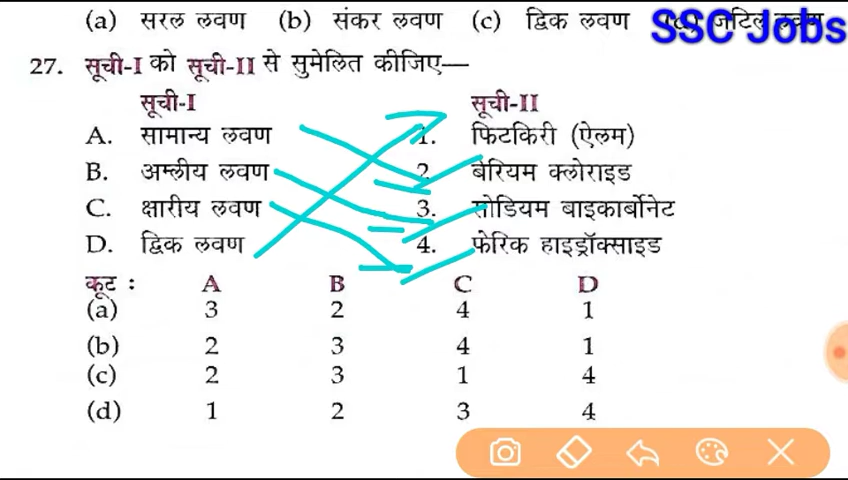 (a) सरल लवण (b) संकर लवण (c) द्विक लवण (d) जटिल लवण
SSC Jobs
27. सूची-I को सूची-II से सुमेलित कीजिए—
सूची-I सूची-II
A. सामान्य लवण 1. फिटकिरी (ऐलम)
B. अम्लीय लवण 2. बेरियम क्लोराइड
C. क्षारीय लवण 3. सोडियम बाइकार्बोनेट
D. द्विक लवण 4. फेरिक हाइड्रॉक्साइड
कूट : A B C D
(a) 3 2 4 1
(b) 2 3 4 1
(c) 2 3 1 4
(d) 1 2 3 4